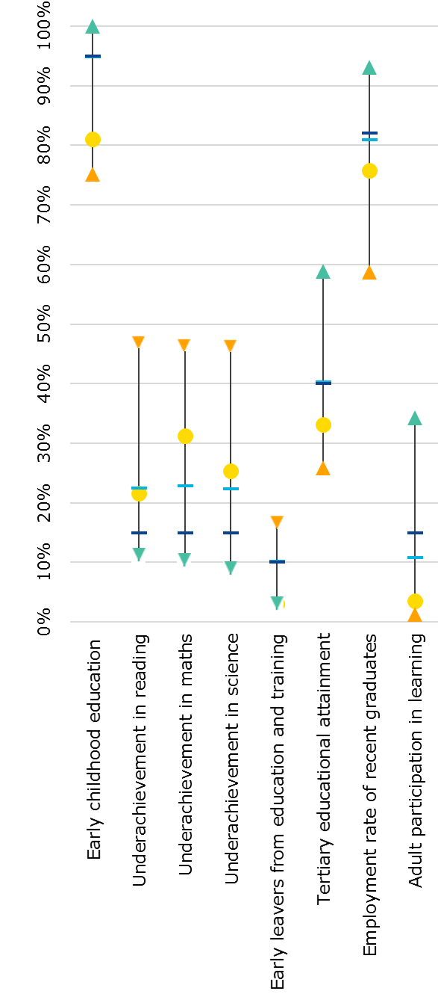 100%
90%
80%
70%
60%
50%
40%
30%
20%
10%
0%
Early childhood education
Underachievement in reading
Underachievement in maths
Underachievement in science
Early leavers from education and training
Tertiary educational attainment
Employment rate of recent graduates
Adult participation in learning